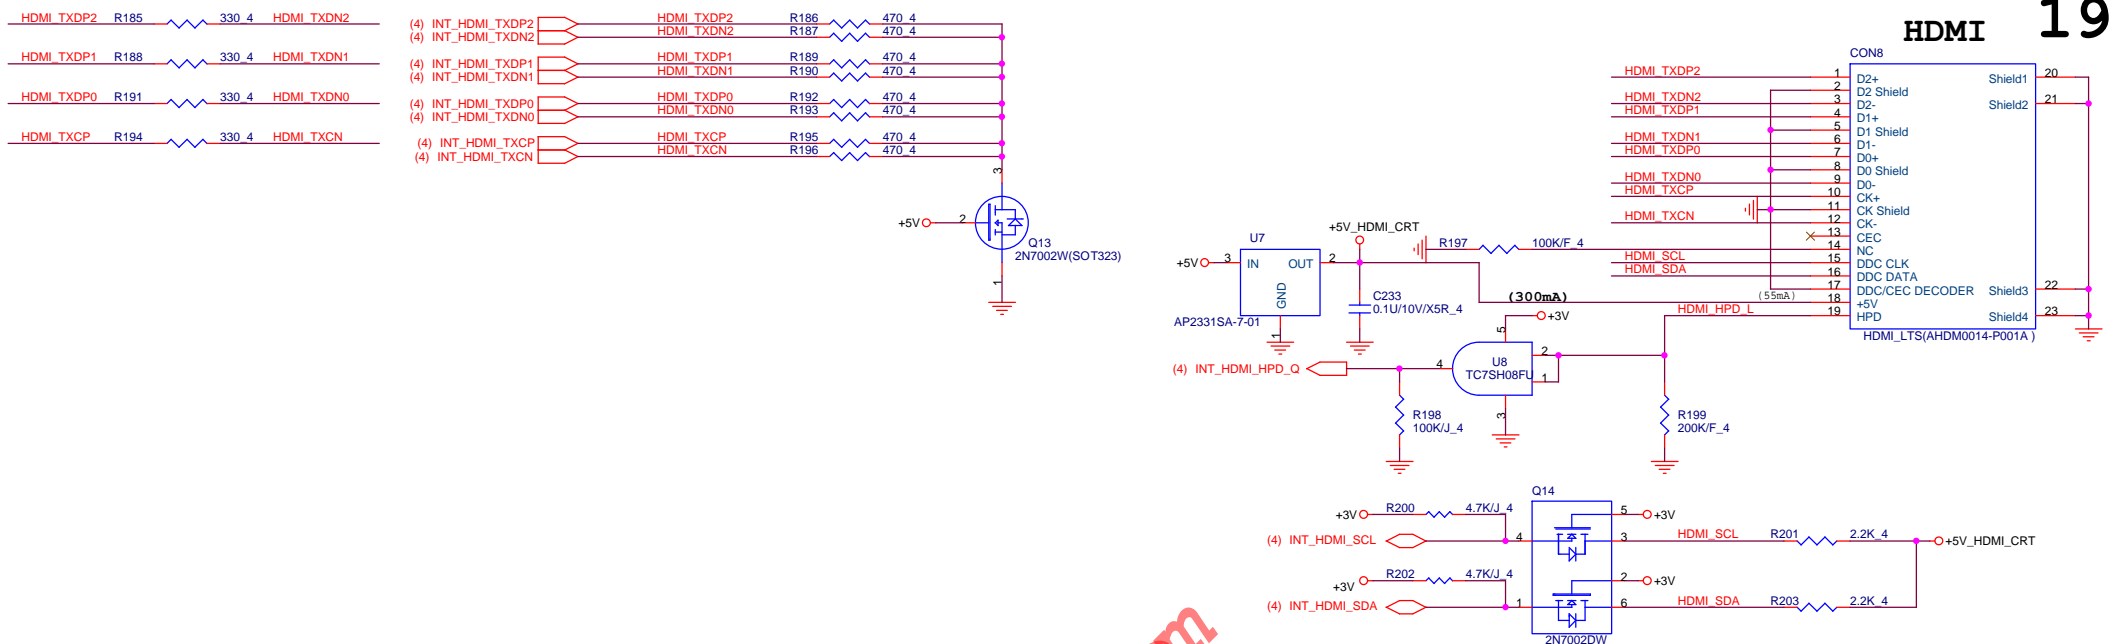 HDMI 19
HDMI_TXDP2 R185 330_4 HDMI_TXDN2
HDMI_TXDP1 R188 330_4 HDMI_TXDN1
HDMI_TXDP0 R191 330_4 HDMI_TXDN0
HDMI_TXCP R194 330_4 HDMI_TXCN
(4) INT_HDMI_TXDP2 HDMI_TXDP2 R186 470_4
(4) INT_HDMI_TXDN2 HDMI_TXDN2 R187 470_4
(4) INT_HDMI_TXDP1 HDMI_TXDP1 R189 470_4
(4) INT_HDMI_TXDN1 HDMI_TXDN1 R190 470_4
(4) INT_HDMI_TXDP0 HDMI_TXDP0 R192 470_4
(4) INT_HDMI_TXDN0 HDMI_TXDN0 R193 470_4
(4) INT_HDMI_TXCP HDMI_TXCP R195 470_4
(4) INT_HDMI_TXCN HDMI_TXCN R196 470_4
3
+5V 2
Q13
2N7002W(SOT323)
1
CON8
HDMI_TXDP2 1 D2+ Shield1 20
2 D2 Shield
HDMI_TXDN2 3 D2- Shield2 21
HDMI_TXDP1 4 D1+
5 D1 Shield
HDMI_TXDN1 6 D1-
HDMI_TXDP0 7 D0+
8 D0 Shield
HDMI_TXDN0 9 D0-
HDMI_TXCP 10 CK+
11 CK Shield
HDMI_TXCN 12 CK-
13 CEC
R197 100K/F_4 14 NC
HDMI_SCL 15 DDC CLK
HDMI_SDA 16 DDC DATA
17 DDC/CEC DECODER Shield3 22
(300mA) (55mA) 18 +5V
HDMI_HPD_L 19 HPD Shield4 23
HDMI_LTS(AHDM0014-P001A )
+5V_HDMI_CRT
U7
+5V 3 IN OUT 2
GND
1
AP2331SA-7-01
C233
0.1U/10V/X5R_4
+3V
5
(4) INT_HDMI_HPD_Q 4 U8 2
TC7SH08FU 1
3
R198
100K/J_4
R199
200K/F_4
Q14
+3V R200 4.7K/J_4 5 +3V
(4) INT_HDMI_SCL 4 3 HDMI_SCL R201 2.2K_4 +5V_HDMI_CRT
+3V R202 4.7K/J_4 2 +3V
(4) INT_HDMI_SDA 1 6 HDMI_SDA R203 2.2K_4
2N7002DW